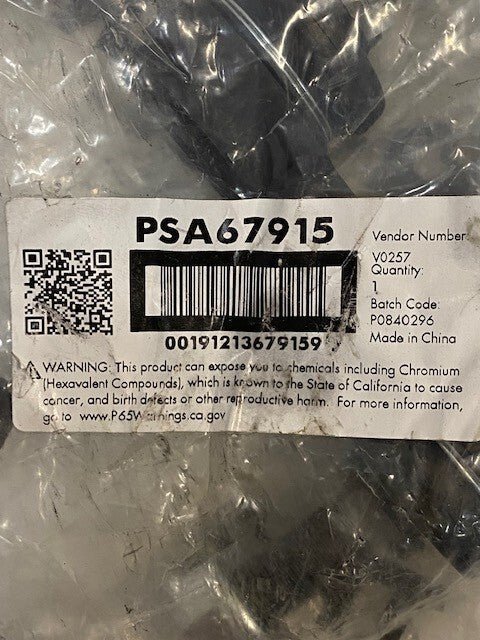 PSA67915
Vendor Number:
V0257
Quantity:
1
Batch Code:
P0840296
Made in China
00191213679159
WARNING: This product can expose you to chemicals including Chromium
(Hexavalent Compounds), which is known to the State of California to cause
cancer, and birth defects or other reproductive harm. For more information,
go to www.P65Warnings.ca.gov